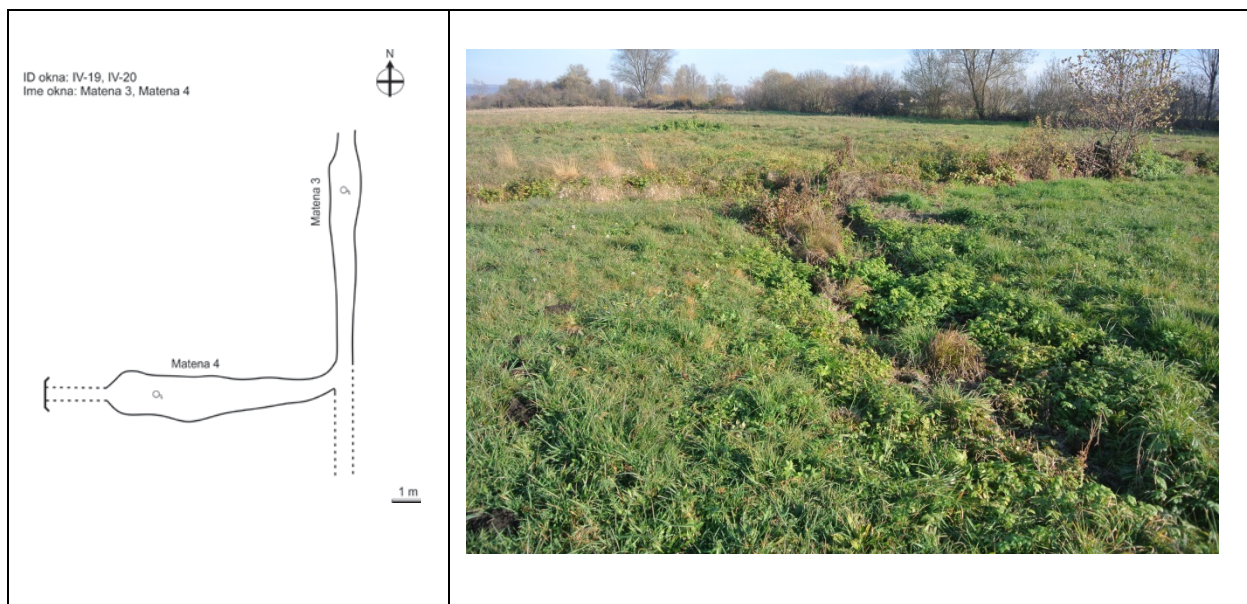 N
ID okna: IV-19, IV-20
Ime okna: Matena 3, Matena 4
Matena 3
Matena 4
1 m